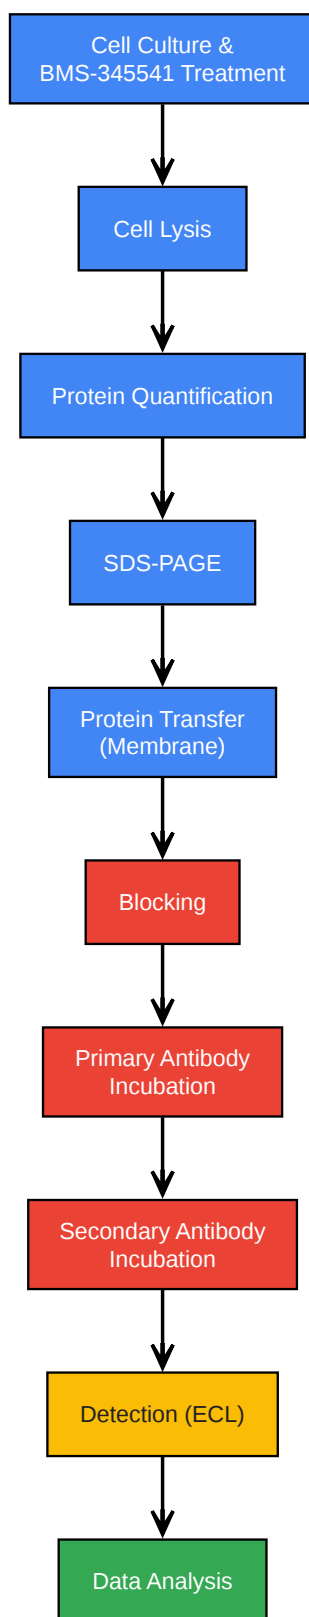 Cell Culture &
BMS-345541 Treatment
Cell Lysis
Protein Quantification
SDS-PAGE
Protein Transfer
(Membrane)
Blocking
Primary Antibody
Incubation
Secondary Antibody
Incubation
Detection (ECL)
Data Analysis